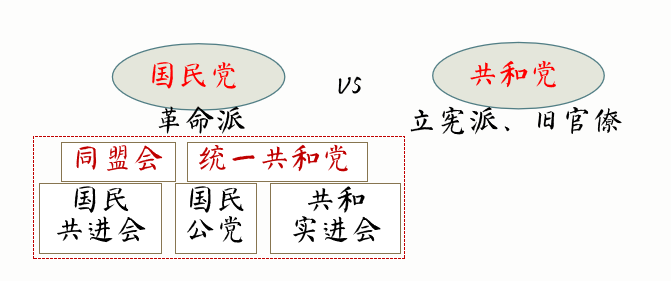 国民党 vs 共和党
革命派 立宪派、旧官僚
同盟会 统一共和党
国民 国民 共和
共进会 公党 实进会